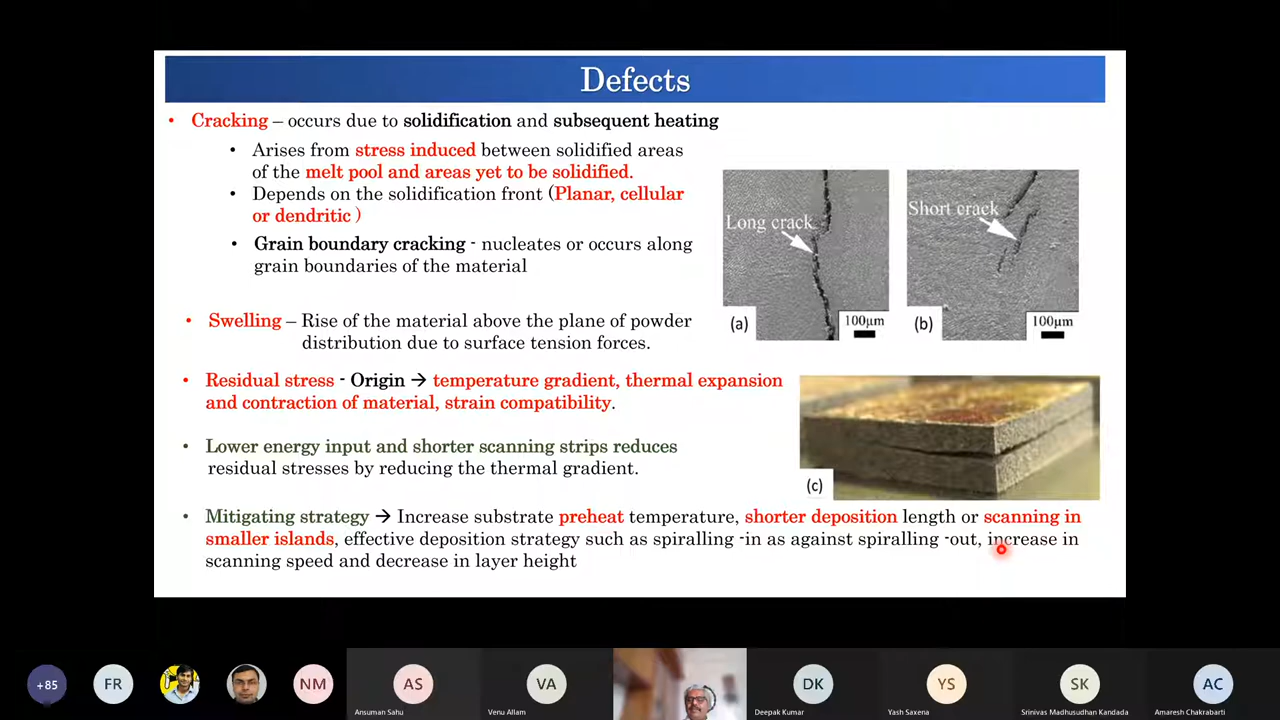 Defects
• Cracking – occurs due to solidification and subsequent heating
• Arises from stress induced between solidified areas
of the melt pool and areas yet to be solidified.
• Depends on the solidification front (Planar, cellular
or dendritic )
• Grain boundary cracking - nucleates or occurs along
grain boundaries of the material
Long crack
(a)
100μm
Short crack
(b)
100μm
• Swelling – Rise of the material above the plane of powder
distribution due to surface tension forces.
• Residual stress - Origin → temperature gradient, thermal expansion
and contraction of material, strain compatibility.
• Lower energy input and shorter scanning strips reduces
residual stresses by reducing the thermal gradient.
(c)
• Mitigating strategy → Increase substrate preheat temperature, shorter deposition length or scanning in
smaller islands, effective deposition strategy such as spiralling -in as against spiralling -out, increase in
scanning speed and decrease in layer height
+85
FR
NM
AS
VA
DK
YS
SK
AC
Ansuman Sahu
Venu Allam
Deepak Kumar
Yash Saxena
Srinivas Madhusudhan Kandada
Amaresh Chakrabarti